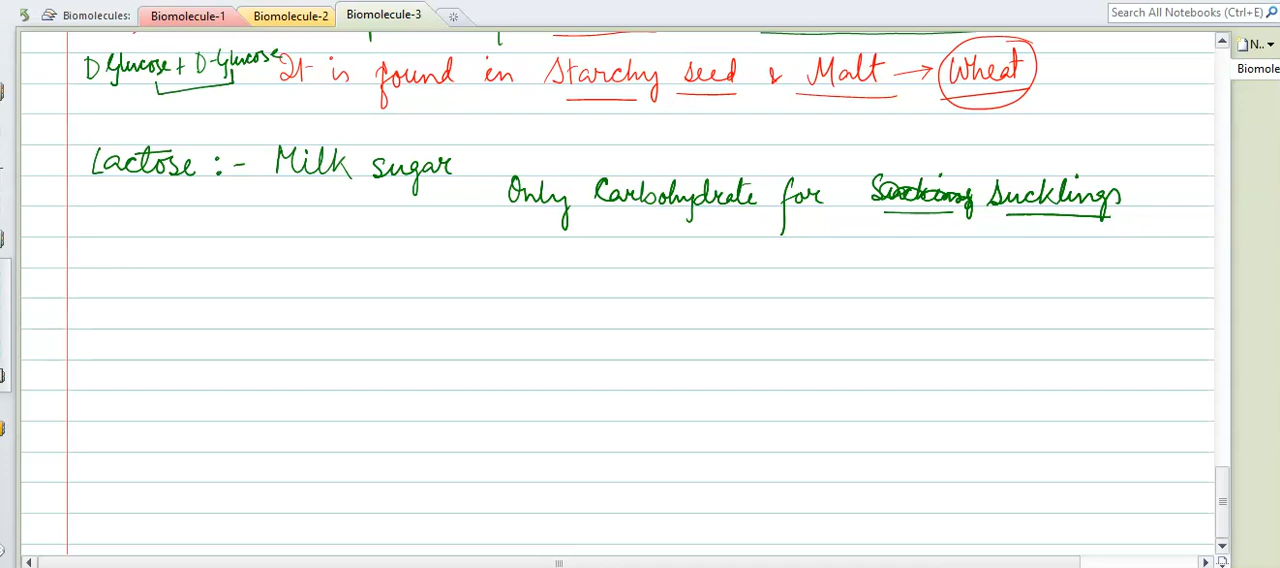 Biomolecules:
Biomolecule-1
Biomolecule-2
Biomolecule-3
Search All Notebooks (Ctrl+E)
N..
Biomole
D Glucose + D-Glucose It is found in Starchy seed & Malt → Wheat
Lactose :- Milk sugar
Only Carbohydrate for Sucklings